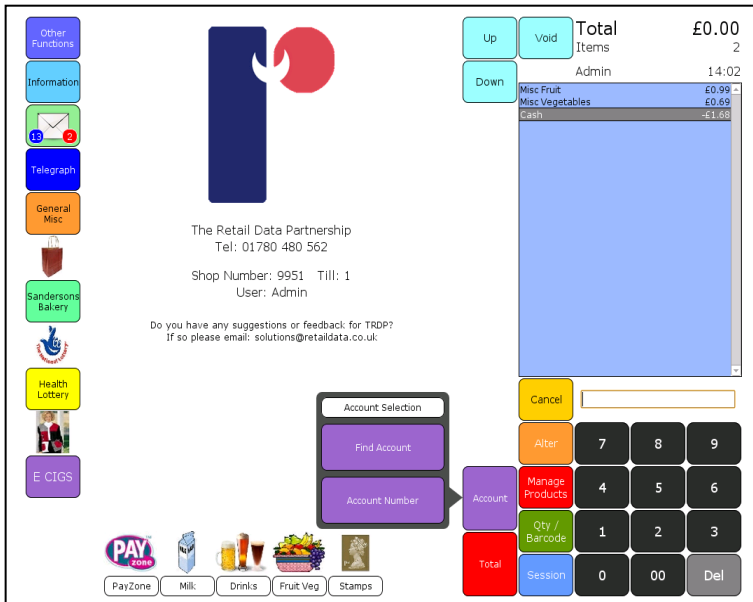 Other
Functions
Information
13
2
Telegraph
General
Misc
Sandersons
Bakery
The National Lottery
Health
Lottery
E CIGS
The Retail Data Partnership
Tel: 01780 480 562
Shop Number: 9951 Till: 1
User: Admin
Do you have any suggestions or feedback for TRDP?
If so please email: solutions@retaildata.co.uk
Account Selection
Find Account
Account Number
PAY
zone
PayZone
Milk
Drinks
Fruit Veg
Stamps
Up
Void
Down
Total £0.00
Items 2
Admin 14:02
Misc Fruit £0.99
Misc Vegetables £0.69
Cash -£1.68
Cancel
Alter
7
8
9
Account
Manage
Products
4
5
6
Qty /
Barcode
1
2
3
Total
Session
0
00
Del